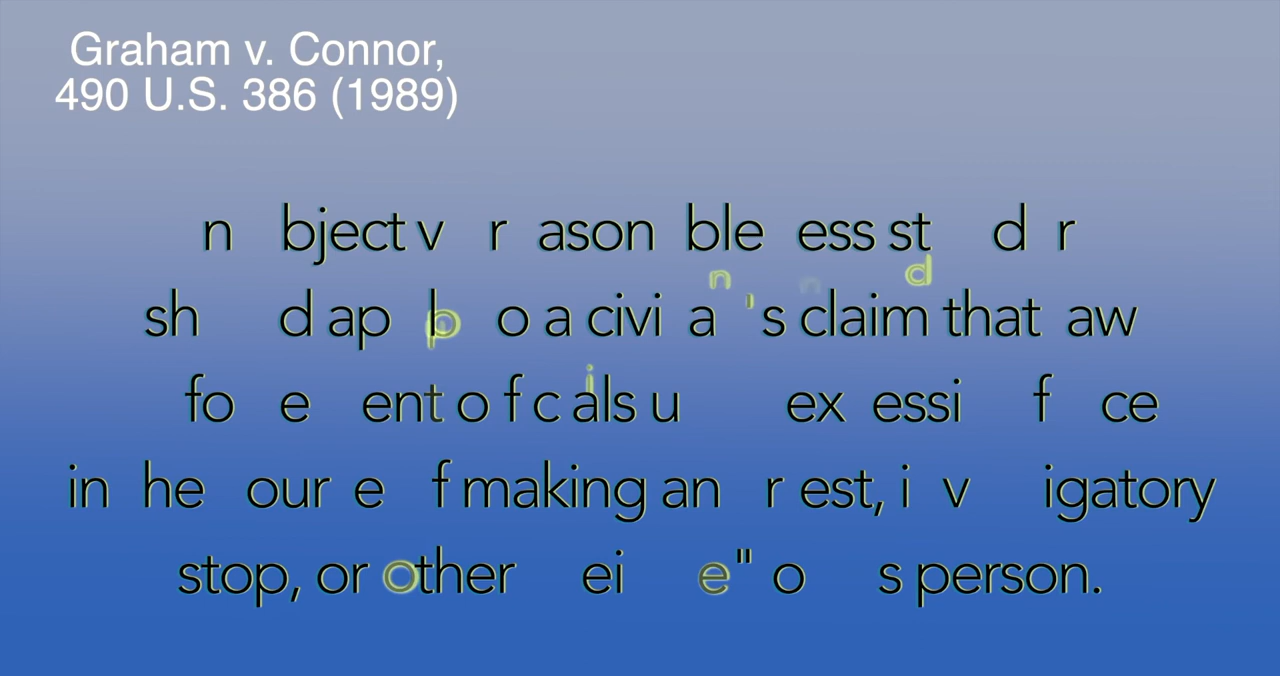 Graham v. Connor,
490 U.S. 386 (1989)
n bject v r ason ble ess st d r
sh d ap p o a civi a n ' s claim that aw
fo e ent o f c i als u ex essi f ce
in he our e f making an r est, i v igatory
stop, or other ei e" o s person.